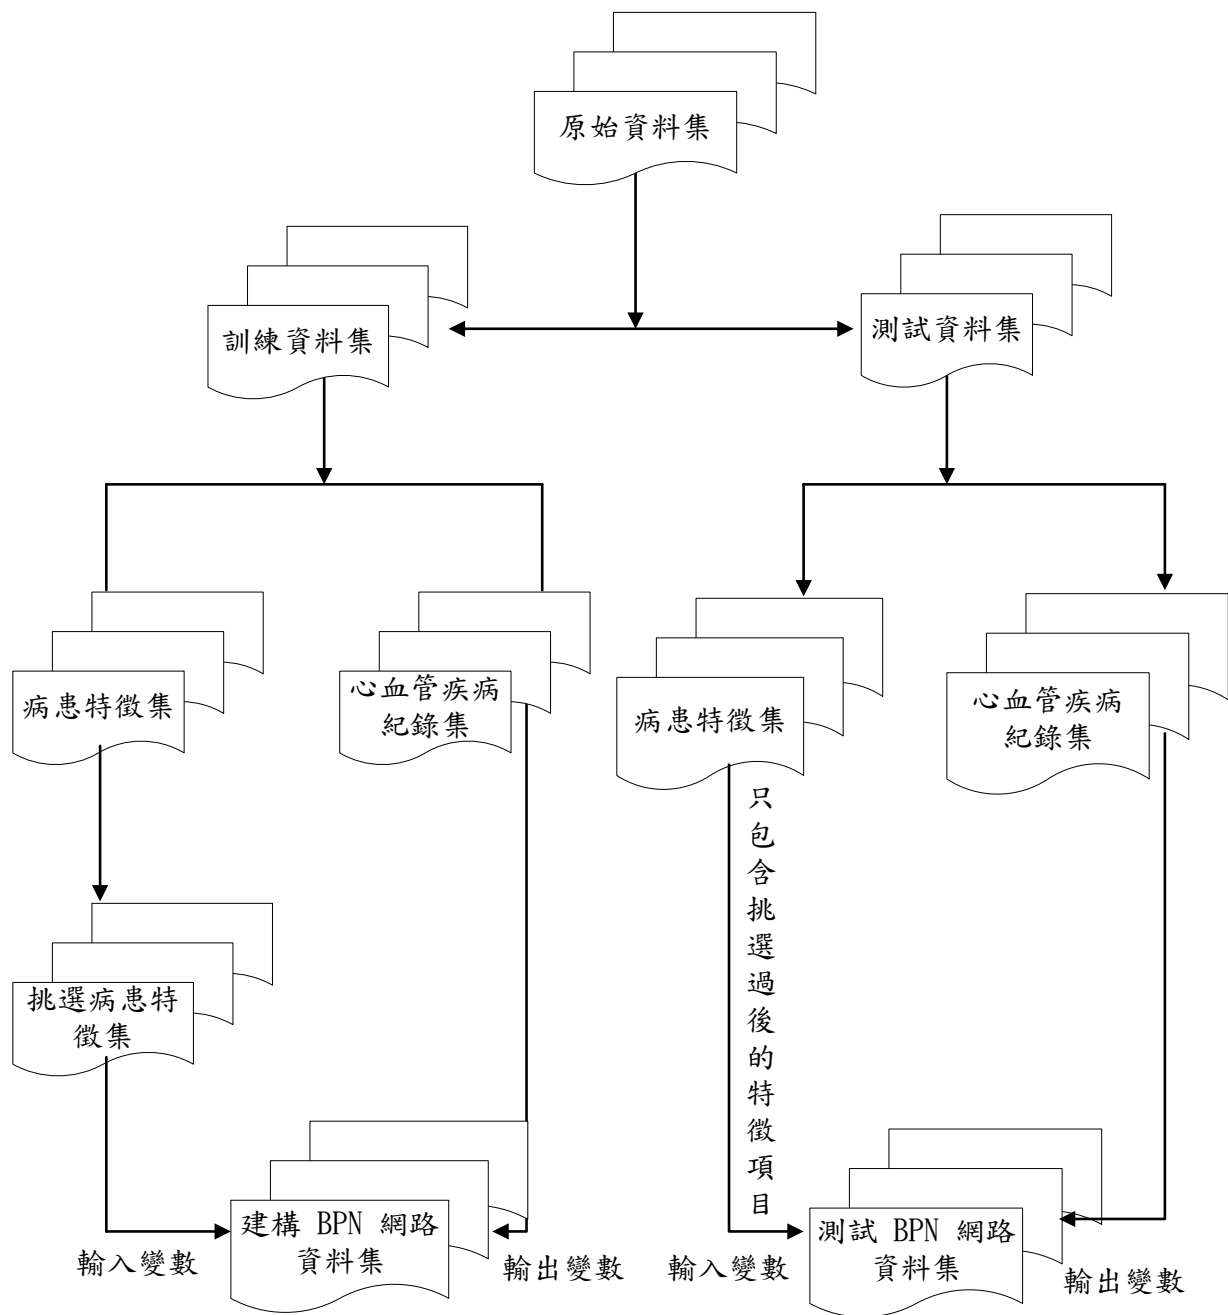 原始資料集
訓練資料集
測試資料集
病患特徵集
心血管疾病
紀錄集
病患特徵集
心血管疾病
紀錄集
只包含挑選過後的特徵項目
挑選病患特
徵集
建構 BPN 網路
資料集
輸入變數
輸出變數
測試 BPN 網路
資料集
輸入變數
輸出變數